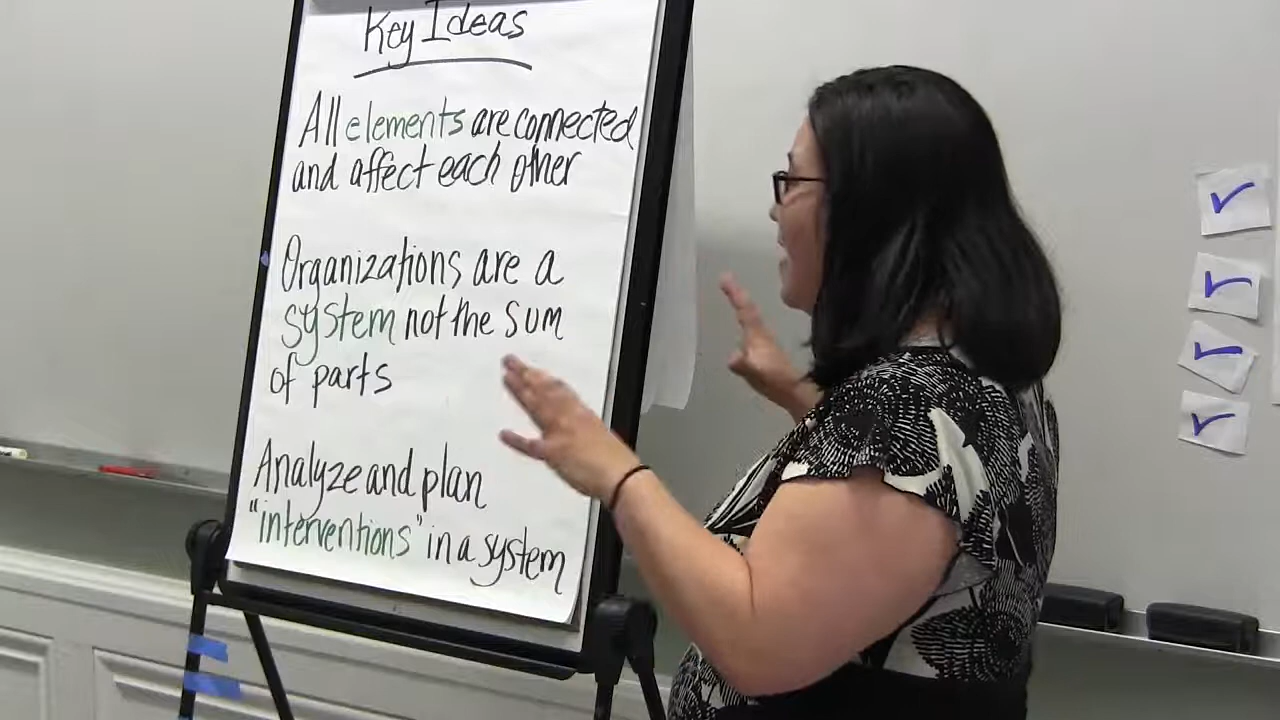 Key Ideas
All elements are connected
and affect each other
Organizations are a
system not the sum
of parts
Analyze and plan
"interventions" in a system